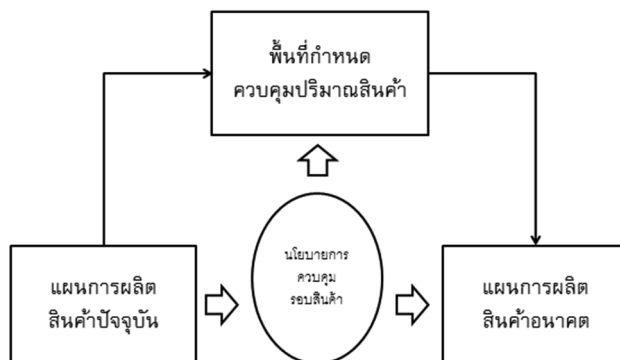 พื้นที่กำหนด
ควบคุมปริมาณสินค้า
นโยบายการ
ควบคุม
รอบสินค้า
แผนการผลิต
สินค้าปัจจุบัน
แผนการผลิต
สินค้าอนาคต